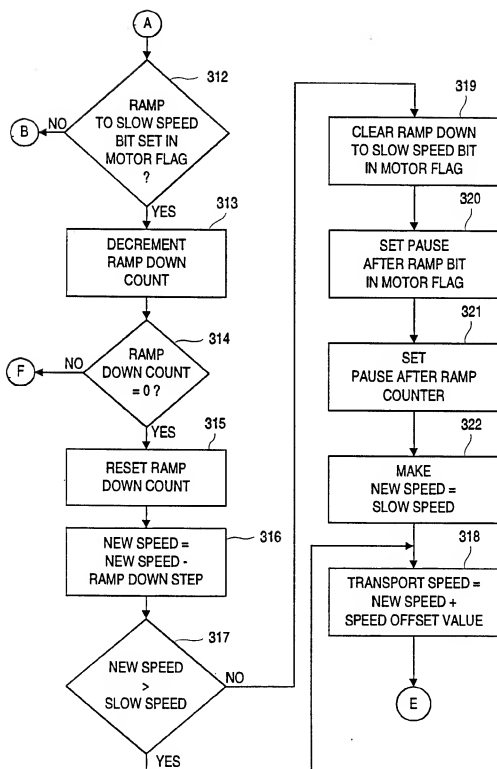 A
312
RAMP
TO SLOW SPEED
BIT SET IN
MOTOR FLAG
?
NO
B
YES
313
DECREMENT
RAMP DOWN
COUNT
314
RAMP
DOWN COUNT
= 0 ?
NO
F
YES
315
RESET RAMP
DOWN COUNT
316
NEW SPEED =
NEW SPEED -
RAMP DOWN STEP
317
NEW SPEED
>
SLOW SPEED
NO
YES
319
CLEAR RAMP DOWN
TO SLOW SPEED BIT
IN MOTOR FLAG
320
SET PAUSE
AFTER RAMP BIT
IN MOTOR FLAG
321
SET
PAUSE AFTER RAMP
COUNTER
322
MAKE
NEW SPEED =
SLOW SPEED
318
TRANSPORT SPEED =
NEW SPEED +
SPEED OFFSET VALUE
E